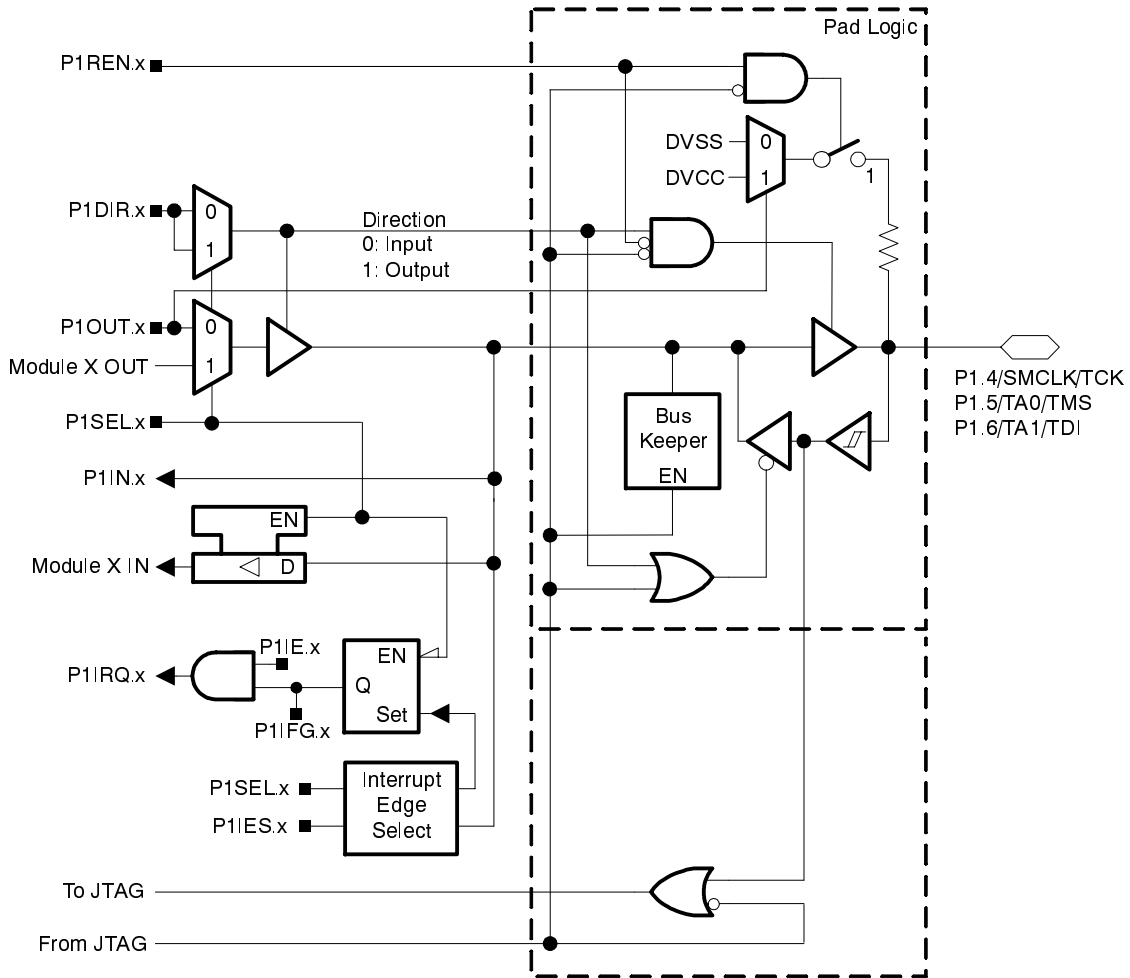 Pad Logic
P1REN.x
DVSS
0
DVCC
1
1
P1DIR.x
0
1
Direction
0: Input
1: Output
P1OUT.x
0
Module X OUT
1
P1SEL.x
P1.4/SMCLK/TCK
P1.5/TA0/TMS
P1.6/TA1/TDI
Bus
Keeper
EN
P1IN.x
EN
Module X IN
D
P1IE.x
P1IRQ.x
EN
Q
Set
P1IFG.x
P1SEL.x
P1IES.x
Interrupt
Edge
Select
To JTAG
From JTAG